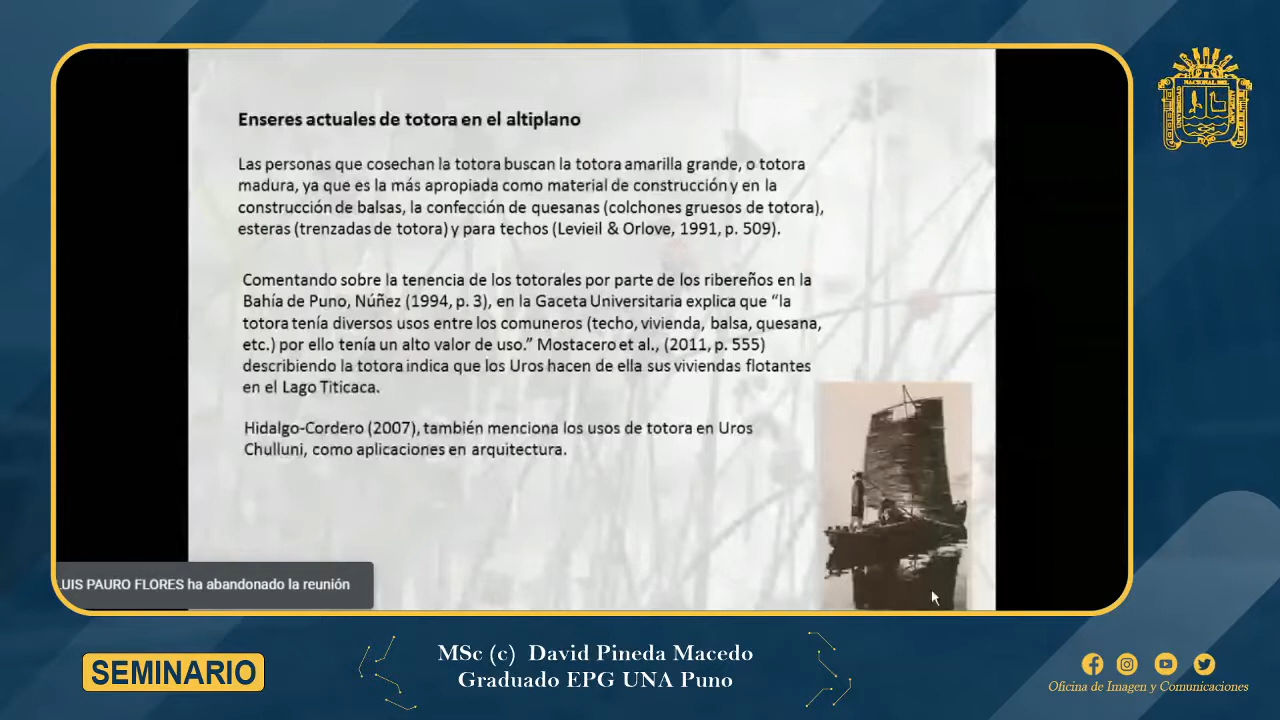 Enseres actuales de totora en el altiplano
Las personas que cosechan la totora buscan la totora amarilla grande, o totora
madura, ya que es la más apropiada como material de construcción y en la
construcción de balsas, la confección de quesanas (colchones gruesos de totora),
esteras (trenzadas de totora) y para techos (Levieil & Orlove, 1991, p. 509).
Comentando sobre la tenencia de los totorales por parte de los ribereños en la
Bahía de Puno, Núñez (1994, p. 3), en la Gaceta Universitaria explica que “la
totora tenía diversos usos entre los comuneros (techo, vivienda, balsa, quesana,
etc.) por ello tenía un alto valor de uso.” Mostacero et al., (2011, p. 555)
describiendo la totora indica que los Uros hacen de ella sus viviendas flotantes
en el Lago Titicaca.
Hidalgo-Cordero (2007), también menciona los usos de totora en Uros
Chulluni, como aplicaciones en arquitectura.
UIS PAURO FLORES ha abandonado la reunión
SEMINARIO
MSc (c) David Pineda Macedo
Graduado EPG UNA Puno
Oficina de Imagen y Comunicaciones